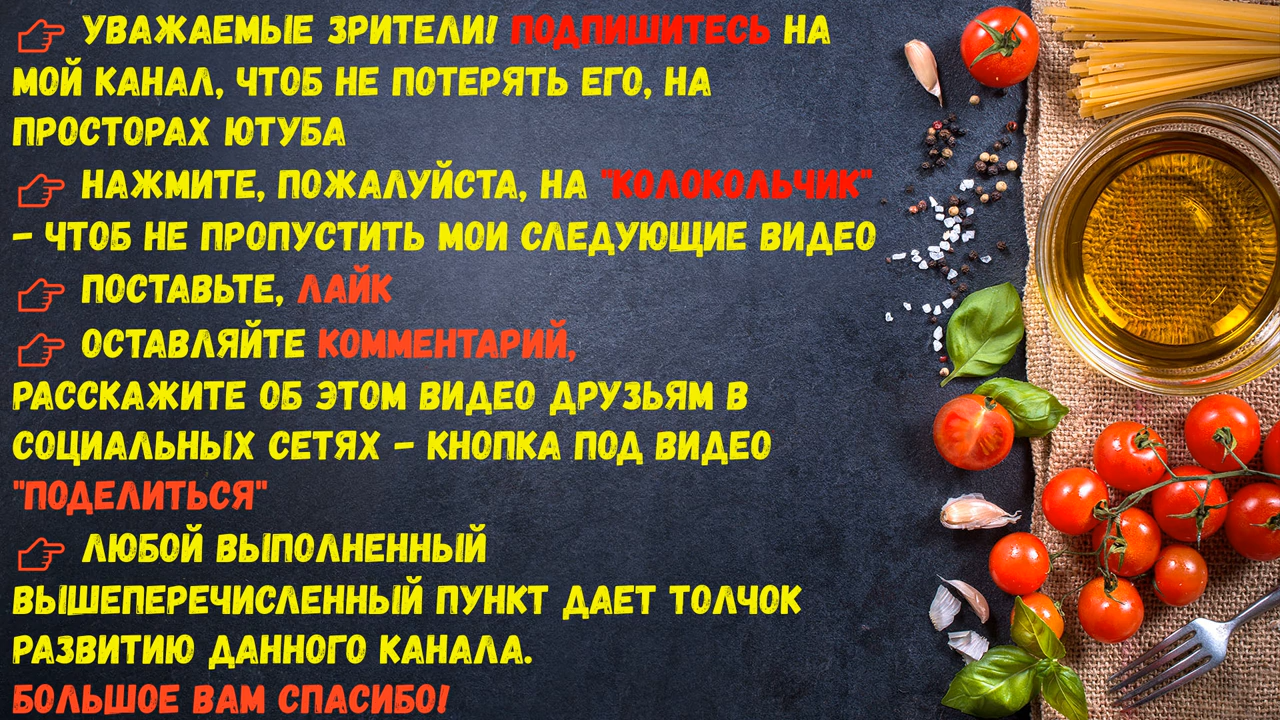 👉 УВАЖАЕМЫЕ ЗРИТЕЛИ! ПОДПИШИТЕСЬ НА
МОЙ КАНАЛ, ЧТОБ НЕ ПОТЕРЯТЬ ЕГО, НА
ПРОСТОРАХ ЮТУБА
👉 НАЖМИТЕ, ПОЖАЛУЙСТА, НА "КОЛОКОЛЬЧИК"
- ЧТОБ НЕ ПРОПУСТИТЬ МОИ СЛЕДУЮЩИЕ ВИДЕО
👉 ПОСТАВЬТЕ, ЛАЙК
👉 ОСТАВЛЯЙТЕ КОММЕНТАРИЙ,
РАССКАЖИТЕ ОБ ЭТОМ ВИДЕО ДРУЗЬЯМ В
СОЦИАЛЬНЫХ СЕТЯХ - КНОПКА ПОД ВИДЕО
"ПОДЕЛИТЬСЯ"
👉 ЛЮБОЙ ВЫПОЛНЕННЫЙ
ВЫШЕПЕРЕЧИСЛЕННЫЙ ПУНКТ ДАЕТ ТОЛЧОК
РАЗВИТИЮ ДАННОГО КАНАЛА.
БОЛЬШОЕ ВАМ СПАСИБО!